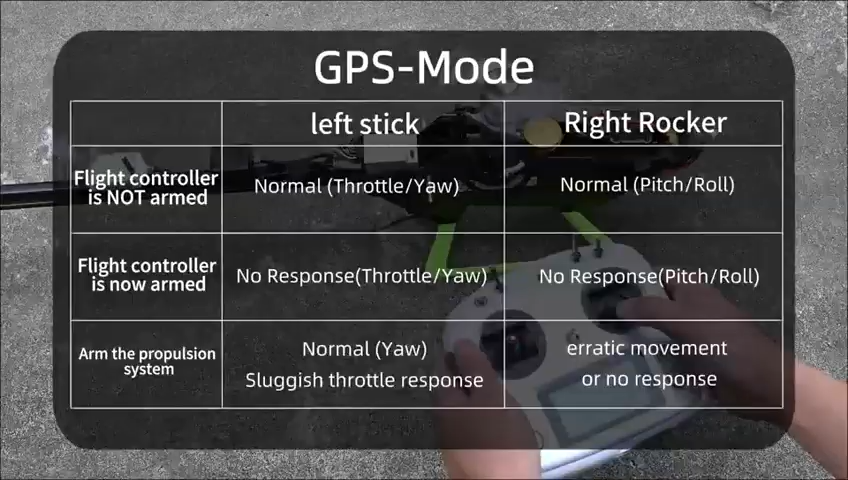 GPS-Mode
left stick
Right Rocker
Flight controller
is NOT armed
Normal (Throttle/Yaw)
Normal (Pitch/Roll)
Flight controller
is now armed
No Response(Throttle/Yaw)
No Response(Pitch/Roll)
Arm the propulsion
system
Normal (Yaw)
Sluggish throttle response
erratic movement
or no response